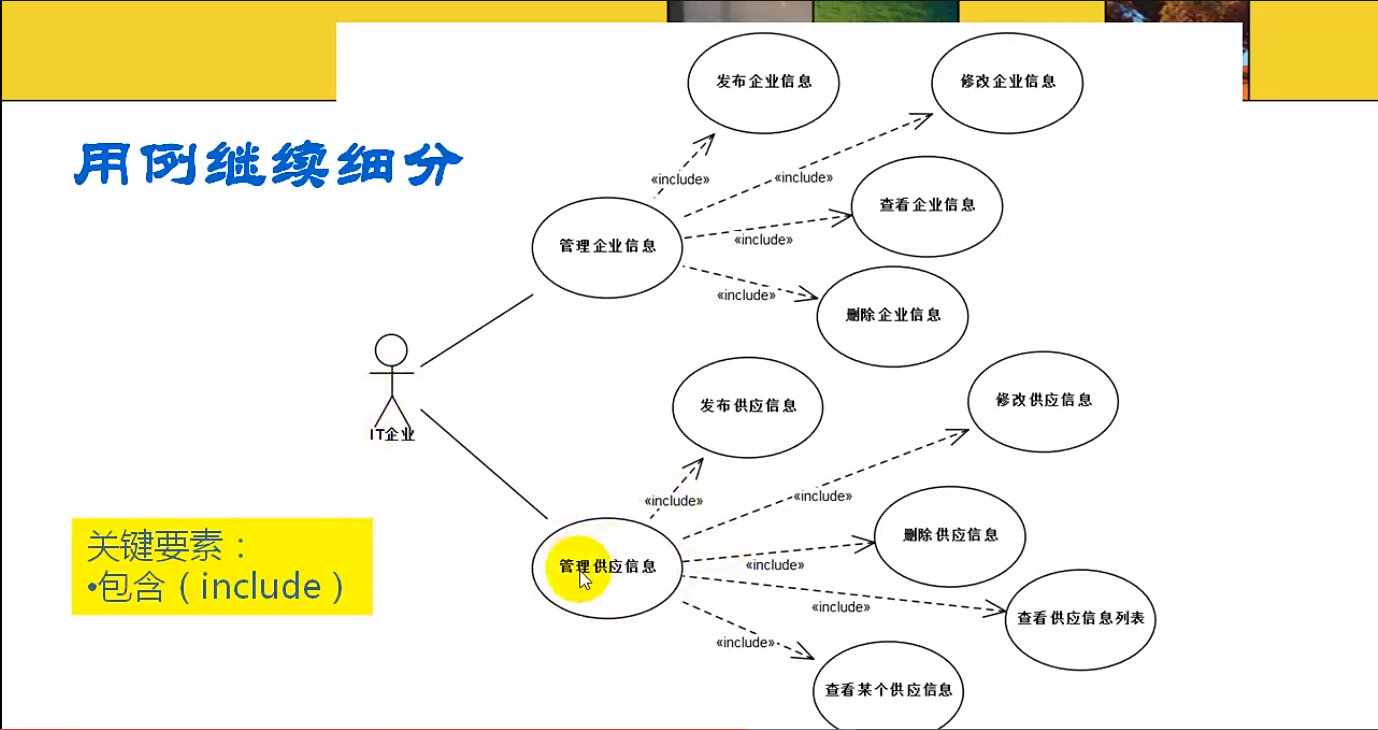 用例继续细分
发布企业信息
修改企业信息
«include»
«include»
查看企业信息
管理企业信息
«include»
«include»
删除企业信息
IT企业
发布供应信息
修改供应信息
«include»
«include»
删除供应信息
管理供应信息
«include»
«include»
查看供应信息列表
«include»
查看某个供应信息
关键要素：
•包含（include）